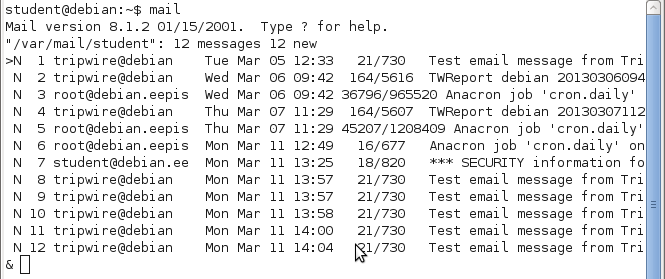 student@debian:~$ mail
Mail version 8.1.2 01/15/2001.  Type ? for help.
"/var/mail/student": 12 messages 12 new
>N  1 tripwire@debian    Tue Mar 05 12:33   21/730   Test email message from Tri
 N  2 tripwire@debian    Wed Mar 06 09:42  164/5616  TWReport debian 20130306094
 N  3 root@debian.eepis  Wed Mar 06 09:42 36796/965520 Anacron job 'cron.daily'
 N  4 tripwire@debian    Thu Mar 07 11:29  164/5607  TWReport debian 20130307112
 N  5 root@debian.eepis  Thu Mar 07 11:29 45207/1208409 Anacron job 'cron.daily'
 N  6 root@debian.eepis  Mon Mar 11 12:49   16/677   Anacron job 'cron.daily' on
 N  7 student@debian.ee  Mon Mar 11 13:25   18/820   *** SECURITY information fo
 N  8 tripwire@debian    Mon Mar 11 13:57   21/730   Test email message from Tri
 N  9 tripwire@debian    Mon Mar 11 13:57   21/730   Test email message from Tri
 N 10 tripwire@debian    Mon Mar 11 13:58   21/730   Test email message from Tri
 N 11 tripwire@debian    Mon Mar 11 14:00   21/730   Test email message from Tri
 N 12 tripwire@debian    Mon Mar 11 14:04   21/730   Test email message from Tri
&